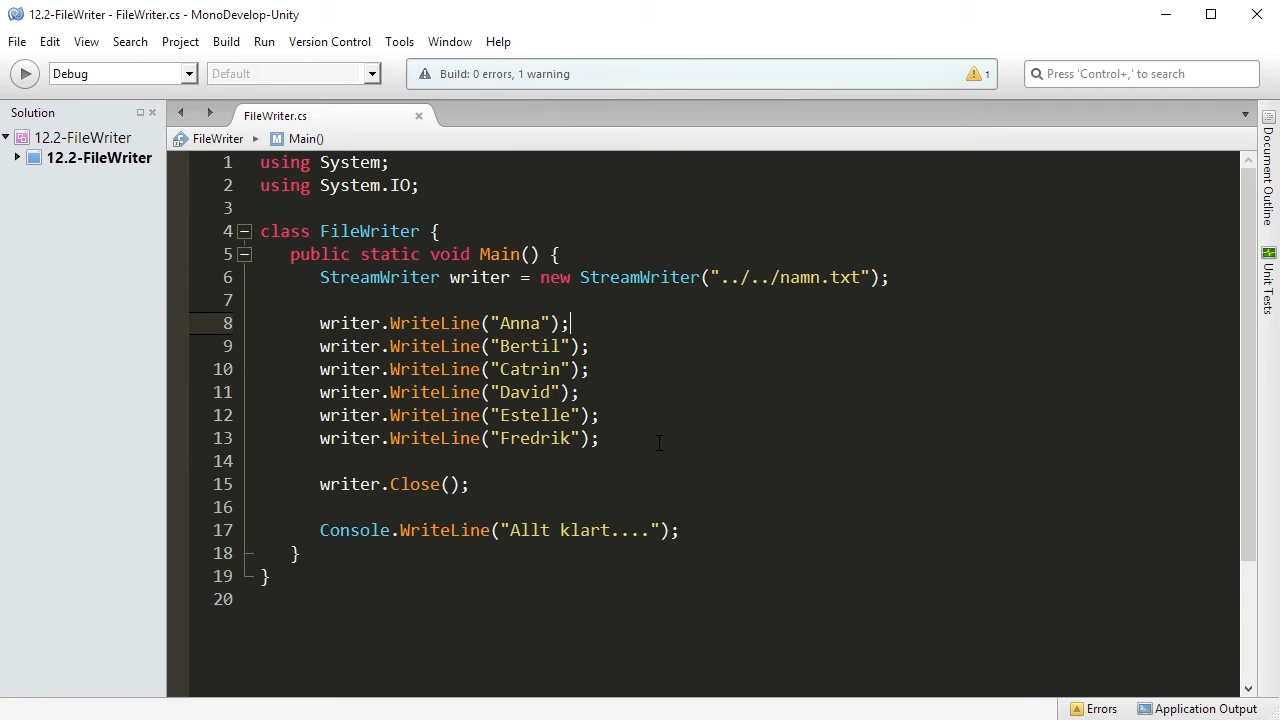 12.2-FileWriter - FileWriter.cs - MonoDevelop-Unity
File Edit View Search Project Build Run Version Control Tools Window Help
Debug Default Build: 0 errors, 1 warning 1 Press 'Control+,' to search
Solution
12.2-FileWriter
12.2-FileWriter
FileWriter.cs
FileWriter Main()
1 using System;
2 using System.IO;
3
4 class FileWriter {
5 public static void Main() {
6 StreamWriter writer = new StreamWriter("../../namn.txt");
7
8 writer.WriteLine("Anna");
9 writer.WriteLine("Bertil");
10 writer.WriteLine("Catrin");
11 writer.WriteLine("David");
12 writer.WriteLine("Estelle");
13 writer.WriteLine("Fredrik");
14
15 writer.Close();
16
17 Console.WriteLine("Allt klart....");
18 }
19 }
20
Document Outline
Unit Tests
Errors Application Output